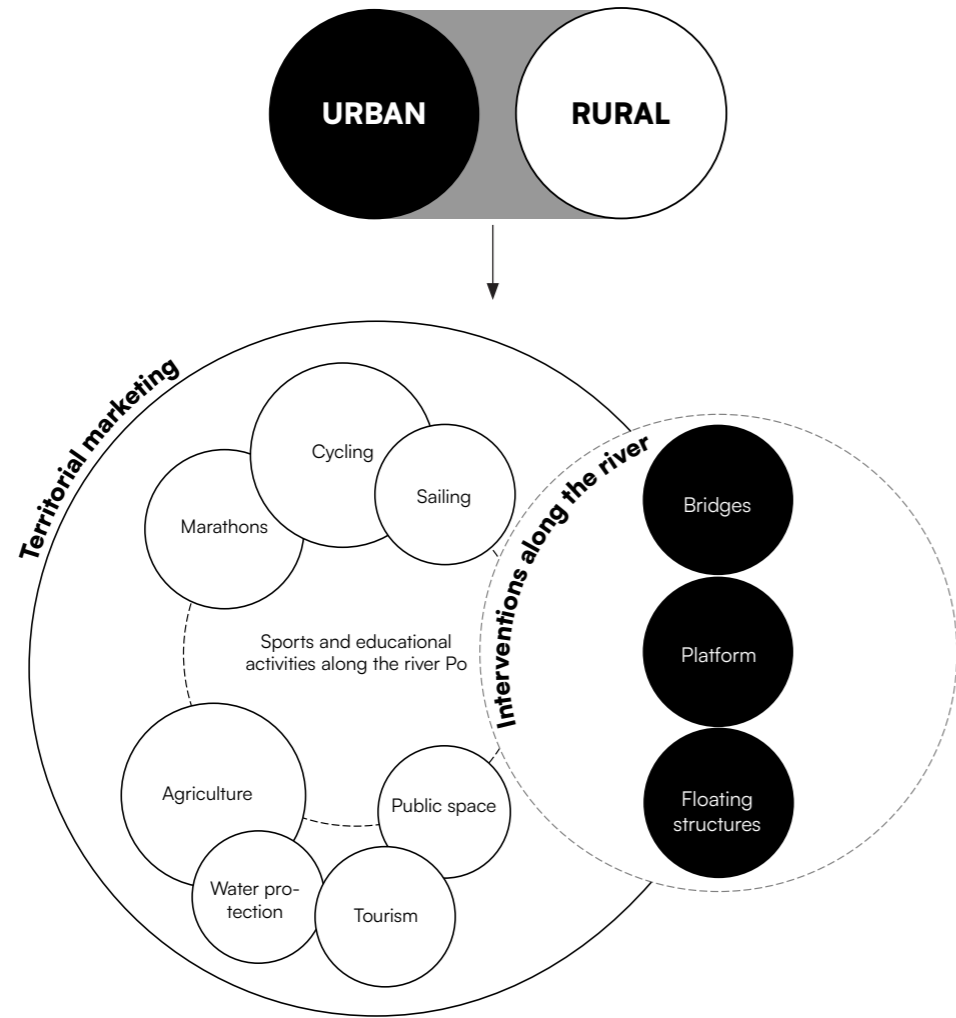 URBAN
RURAL
Territorial marketing
Interventions along the river
Cycling
Sailing
Marathons
Bridges
Sports and educational
activities along the river Po
Platform
Agriculture
Public space
Floating
structures
Water pro-
tection
Tourism